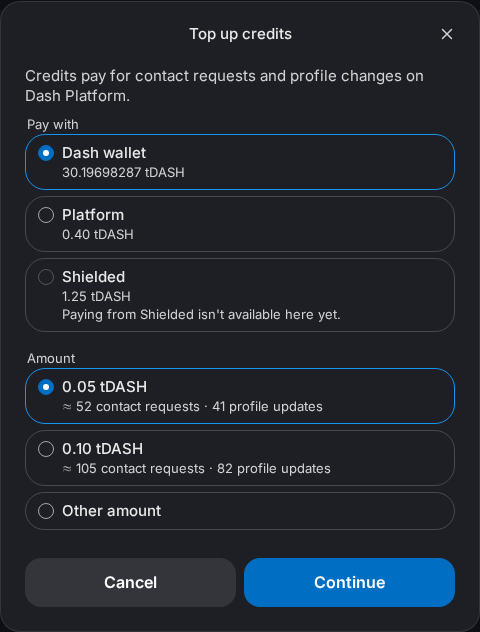 Top up credits
Credits pay for contact requests and profile changes on
Dash Platform.
Pay with
Dash wallet
30.19698287 tDASH
Platform
0.40 tDASH
Shielded
1.25 tDASH
Paying from Shielded isn't available here yet.
Amount
0.05 tDASH
≈ 52 contact requests · 41 profile updates
0.10 tDASH
≈ 105 contact requests · 82 profile updates
Other amount
Cancel
Continue